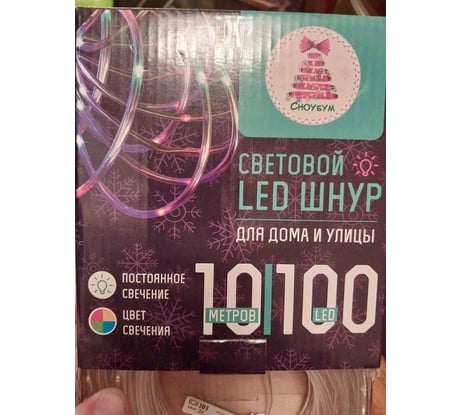 СНОУБУМ
СВЕТОВОЙ
LED ШНУР
ДЛЯ ДОМА И УЛИЦЫ
ПОСТОЯННОЕ
СВЕЧЕНИЕ
ЦВЕТ
СВЕЧЕНИЯ
10|100
МЕТРОВ LED